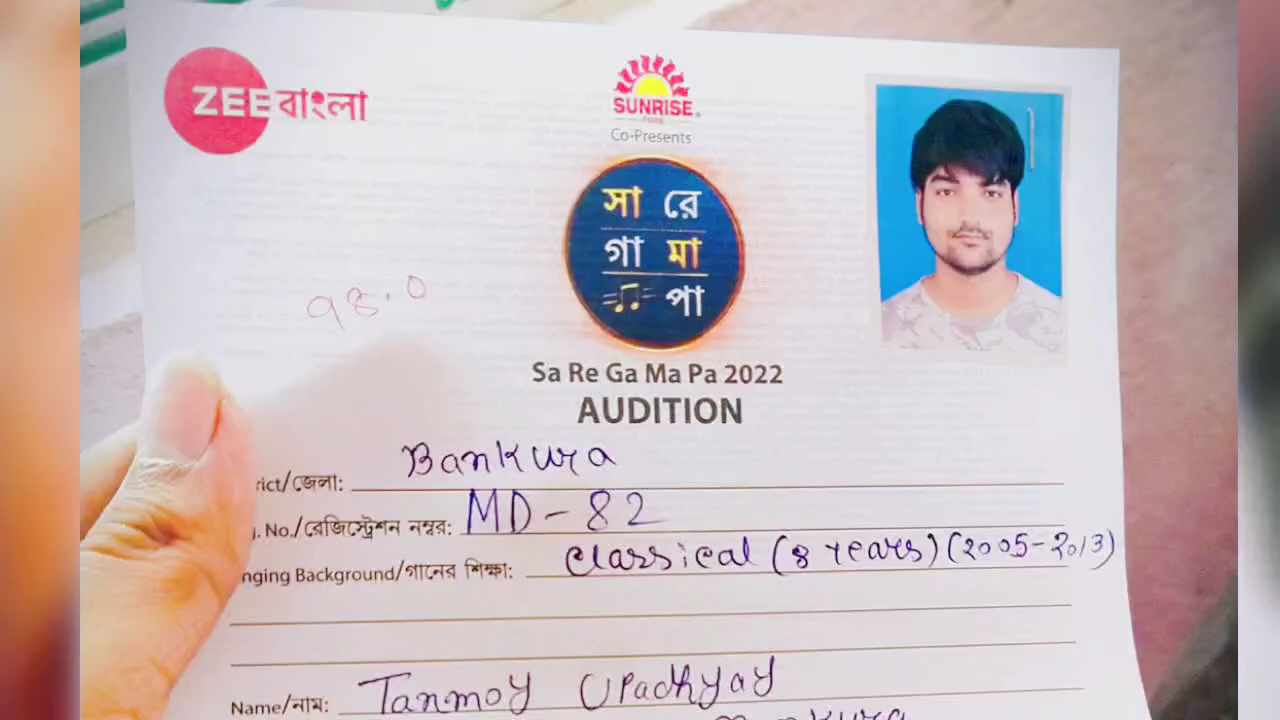 ZEE বাংলা
SUNRISE
Co-Presents
সা রে
গা মা
পা
98.0
Sa Re Ga Ma Pa 2022
AUDITION
rict/জেলা: Bankura
. No./রেজিস্ট্রেশন নম্বর: MD-82
nging Background/গানের শিক্ষা: Classical (8 Years) (2005-2013)
Name/নাম: Tanmoy Upadhyay